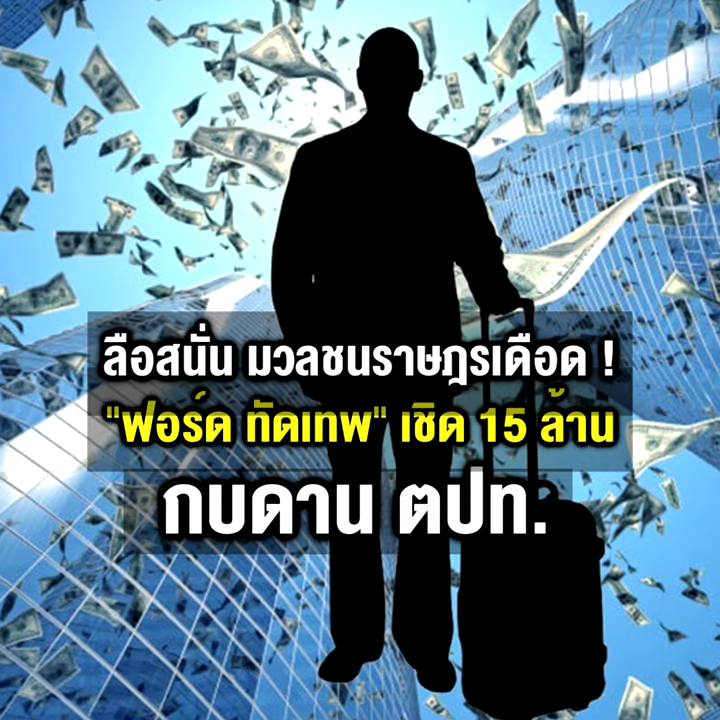 ลือสนั่น มวลชนราษฎรเดือด !
"ฟอร์ด ทัตเทพ" เชิด 15 ล้าน
กบดาน ตปท.